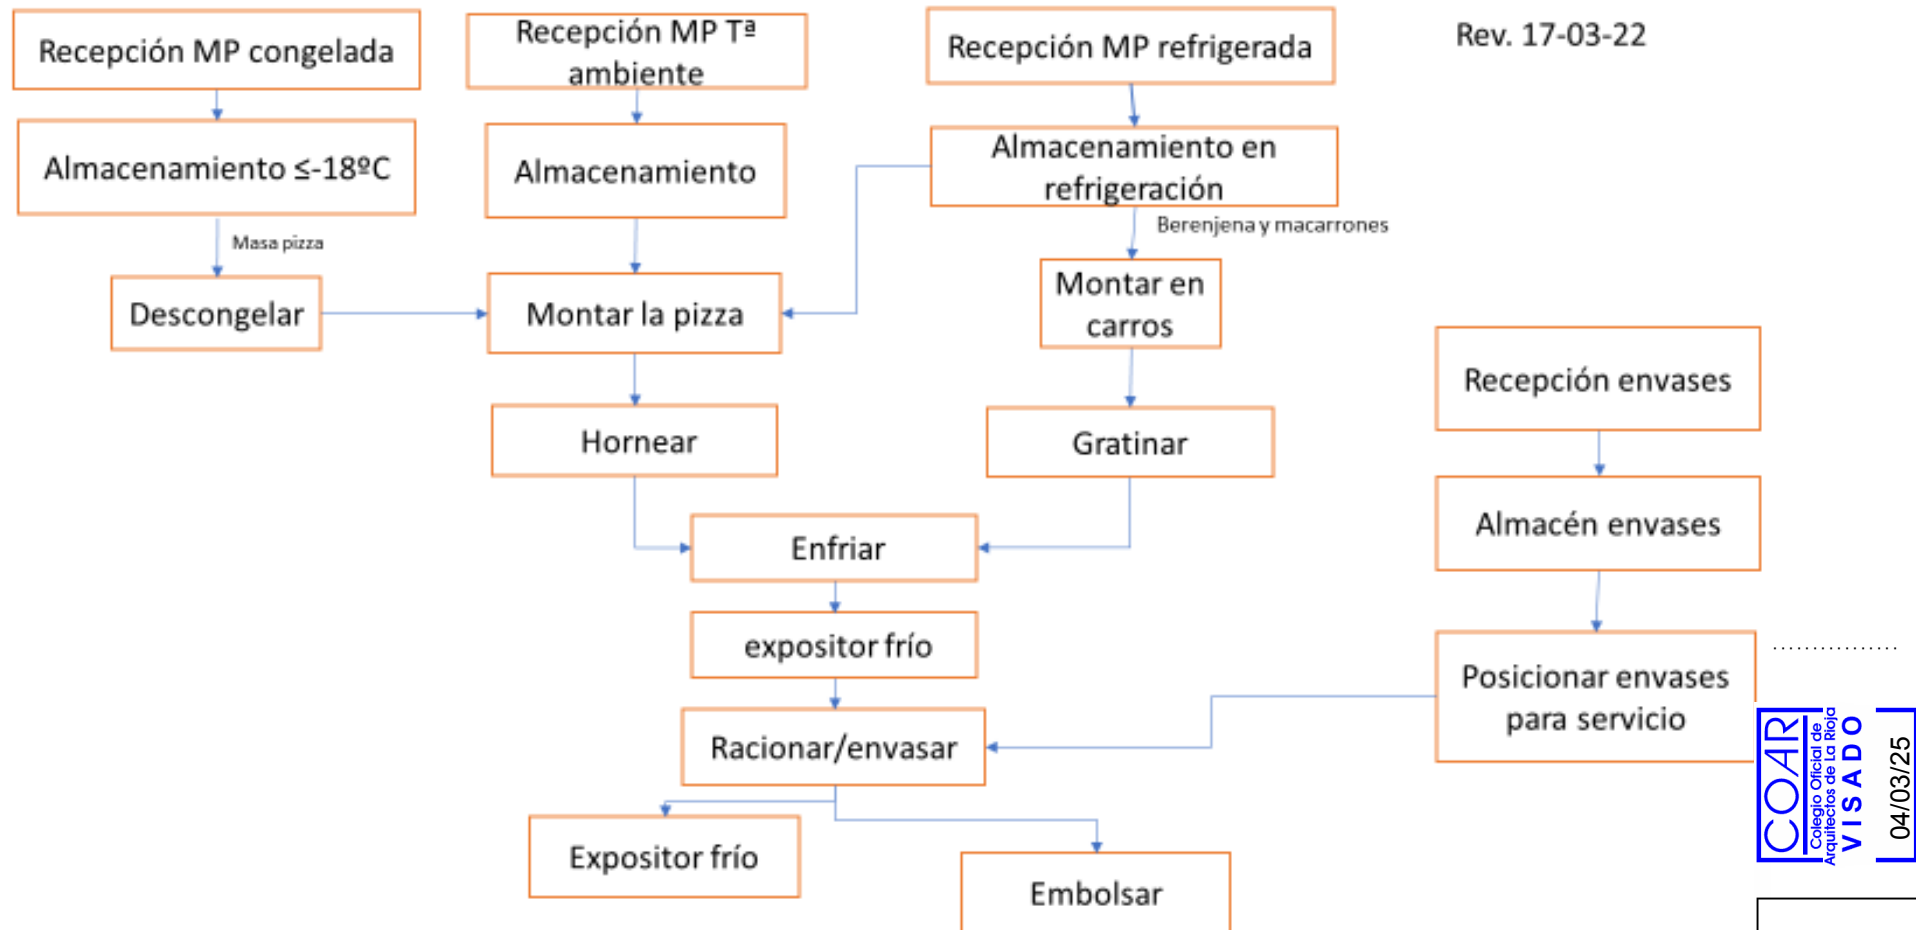 Recepción MP congelada
Recepción MP Tª
ambiente
Recepción MP refrigerada
Rev. 17-03-22
Almacenamiento ≤-18ºC
Almacenamiento
Almacenamiento en
refrigeración
Masa pizza
Berenjena y macarrones
Descongelar
Montar la pizza
Montar en
carros
Recepción envases
Hornear
Gratinar
Almacén envases
Enfriar
expositor frío
Posicionar envases
para servicio
Racionar/envasar
Expositor frío
Embolsar
COAR
Colegio Oficial de
Arquitectos de La Rioja
VISADO
04/03/25